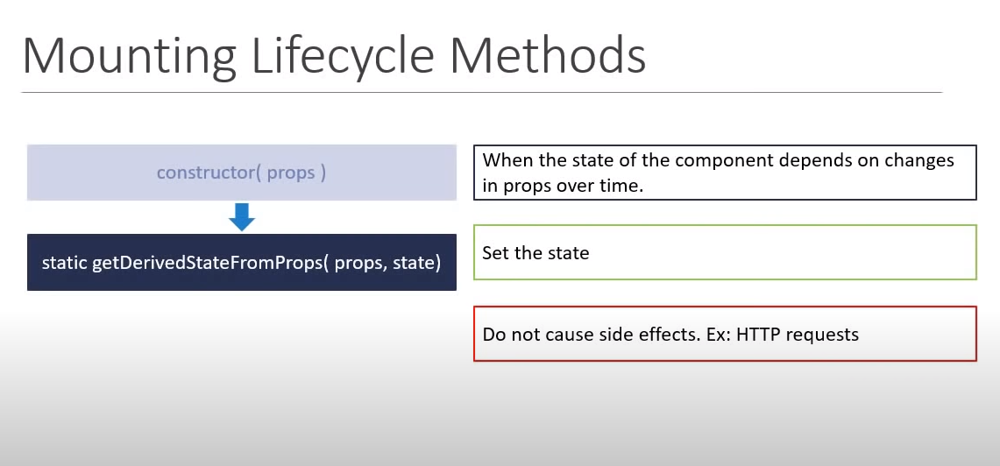 Mounting Lifecycle Methods
constructor( props )
When the state of the component depends on changes
in props over time.
static getDerivedStateFromProps( props, state)
Set the state
Do not cause side effects. Ex: HTTP requests